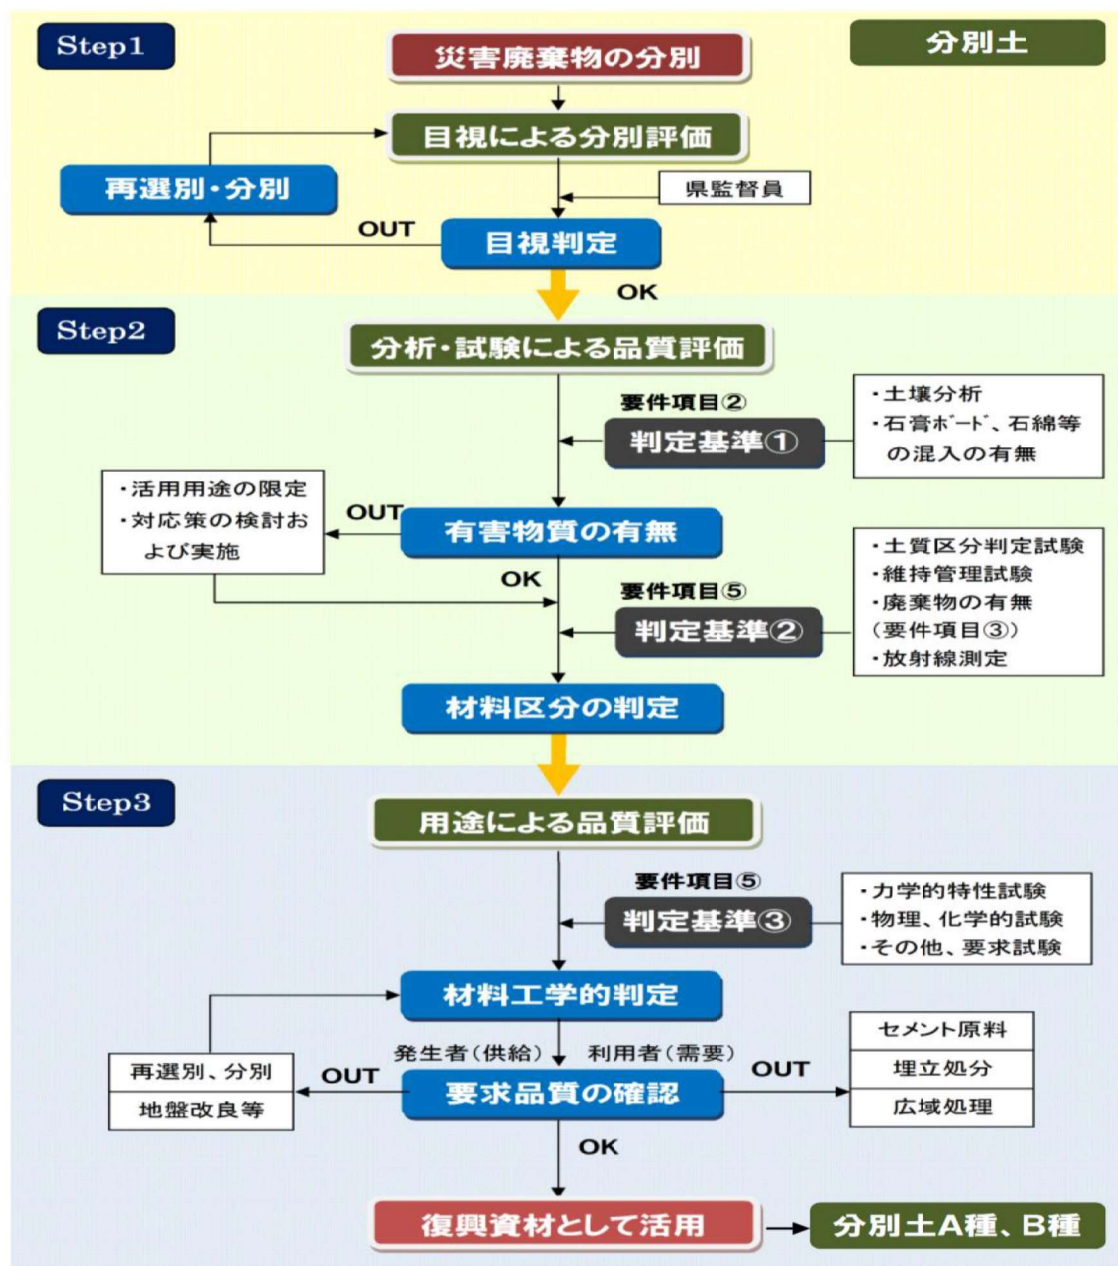 Step1
分別土
災害廃棄物の分別
目視による分別評価
再選別・分別
県監督員
OUT
目視判定
OK
Step2
分析・試験による品質評価
要件項目②
判定基準①
・土壌分析
・石膏ボード、石綿等
の混入の有無
・活用用途の限定
・対応策の検討お
よび実施
OUT
有害物質の有無
OK
要件項目⑤
判定基準②
・土質区分判定試験
・維持管理試験
・廃棄物の有無
(要件項目③)
・放射線測定
材料区分の判定
Step3
用途による品質評価
要件項目⑤
判定基準③
・力学的特性試験
・物理、化学的試験
・その他、要求試験
材料工学的判定
発生者(供給)
利用者(需要)
再選別、分別
地盤改良等
OUT
要求品質の確認
OUT
セメント原料
埋立処分
広域処理
OK
復興資材として活用
分別土A種、B種